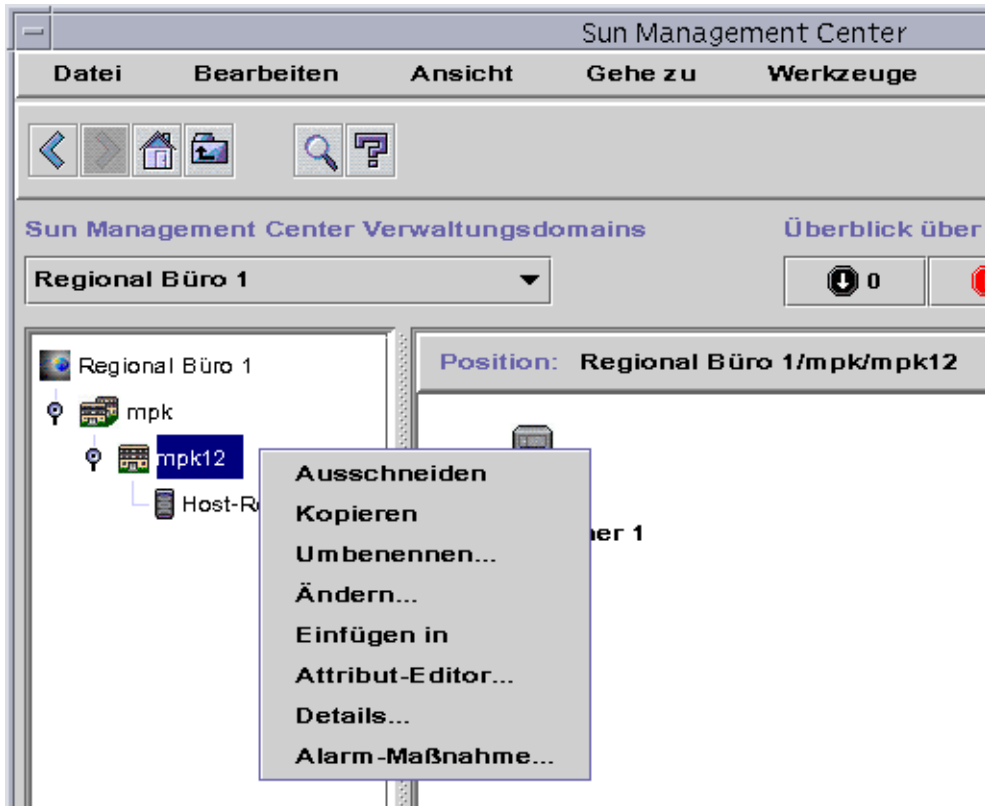 Sun Management Center
Datei Bearbeiten Ansicht Gehe zu Werkzeuge
Sun Management Center Verwaltungsdomains Überblick über
Regional Büro 1 0
Regional Büro 1
Position: Regional Büro 1/mpk/mpk12
mpk
mpk12
Ausschneiden
Host-
Kopieren
Umbenennen...
Ändern...
Einfügen in
Attribut-Editor...
Details...
Alarm-Maßnahme...
1